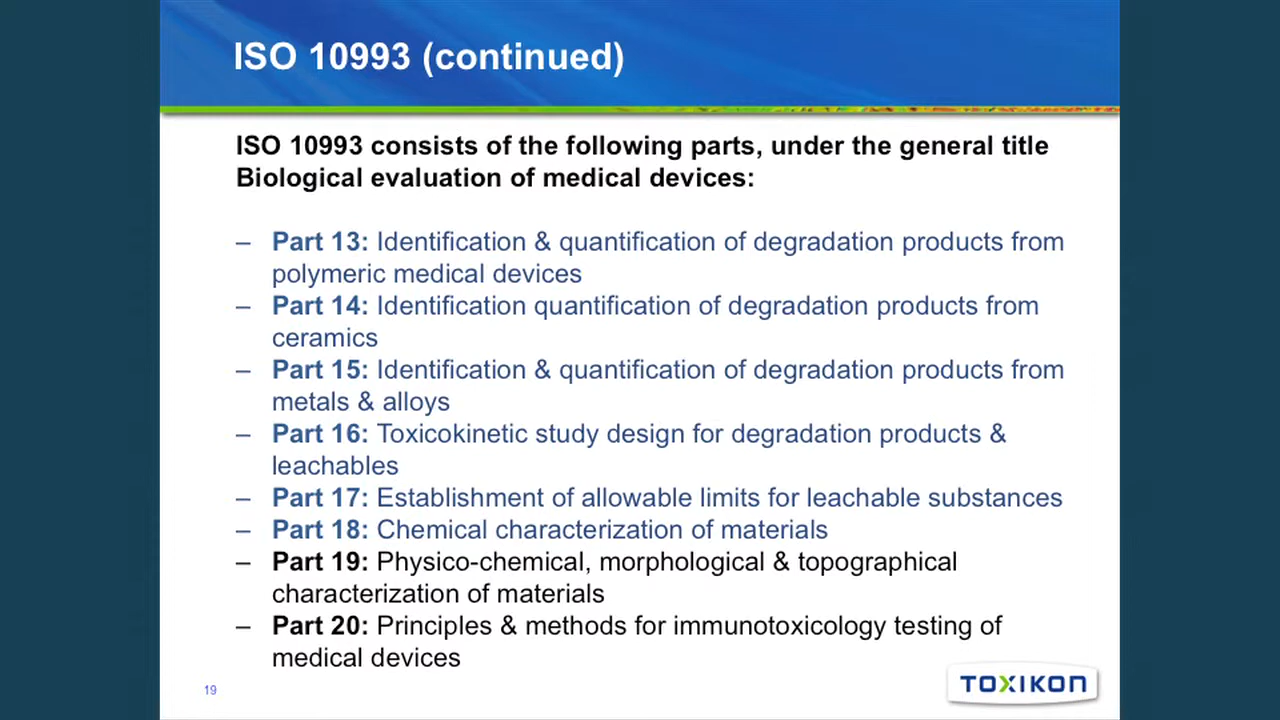 ISO 10993 (continued)
ISO 10993 consists of the following parts, under the general title
Biological evaluation of medical devices:
– Part 13: Identification & quantification of degradation products from
polymeric medical devices
– Part 14: Identification quantification of degradation products from
ceramics
– Part 15: Identification & quantification of degradation products from
metals & alloys
– Part 16: Toxicokinetic study design for degradation products &
leachables
– Part 17: Establishment of allowable limits for leachable substances
– Part 18: Chemical characterization of materials
– Part 19: Physico-chemical, morphological & topographical
characterization of materials
– Part 20: Principles & methods for immunotoxicology testing of
medical devices
19
TOXIKON